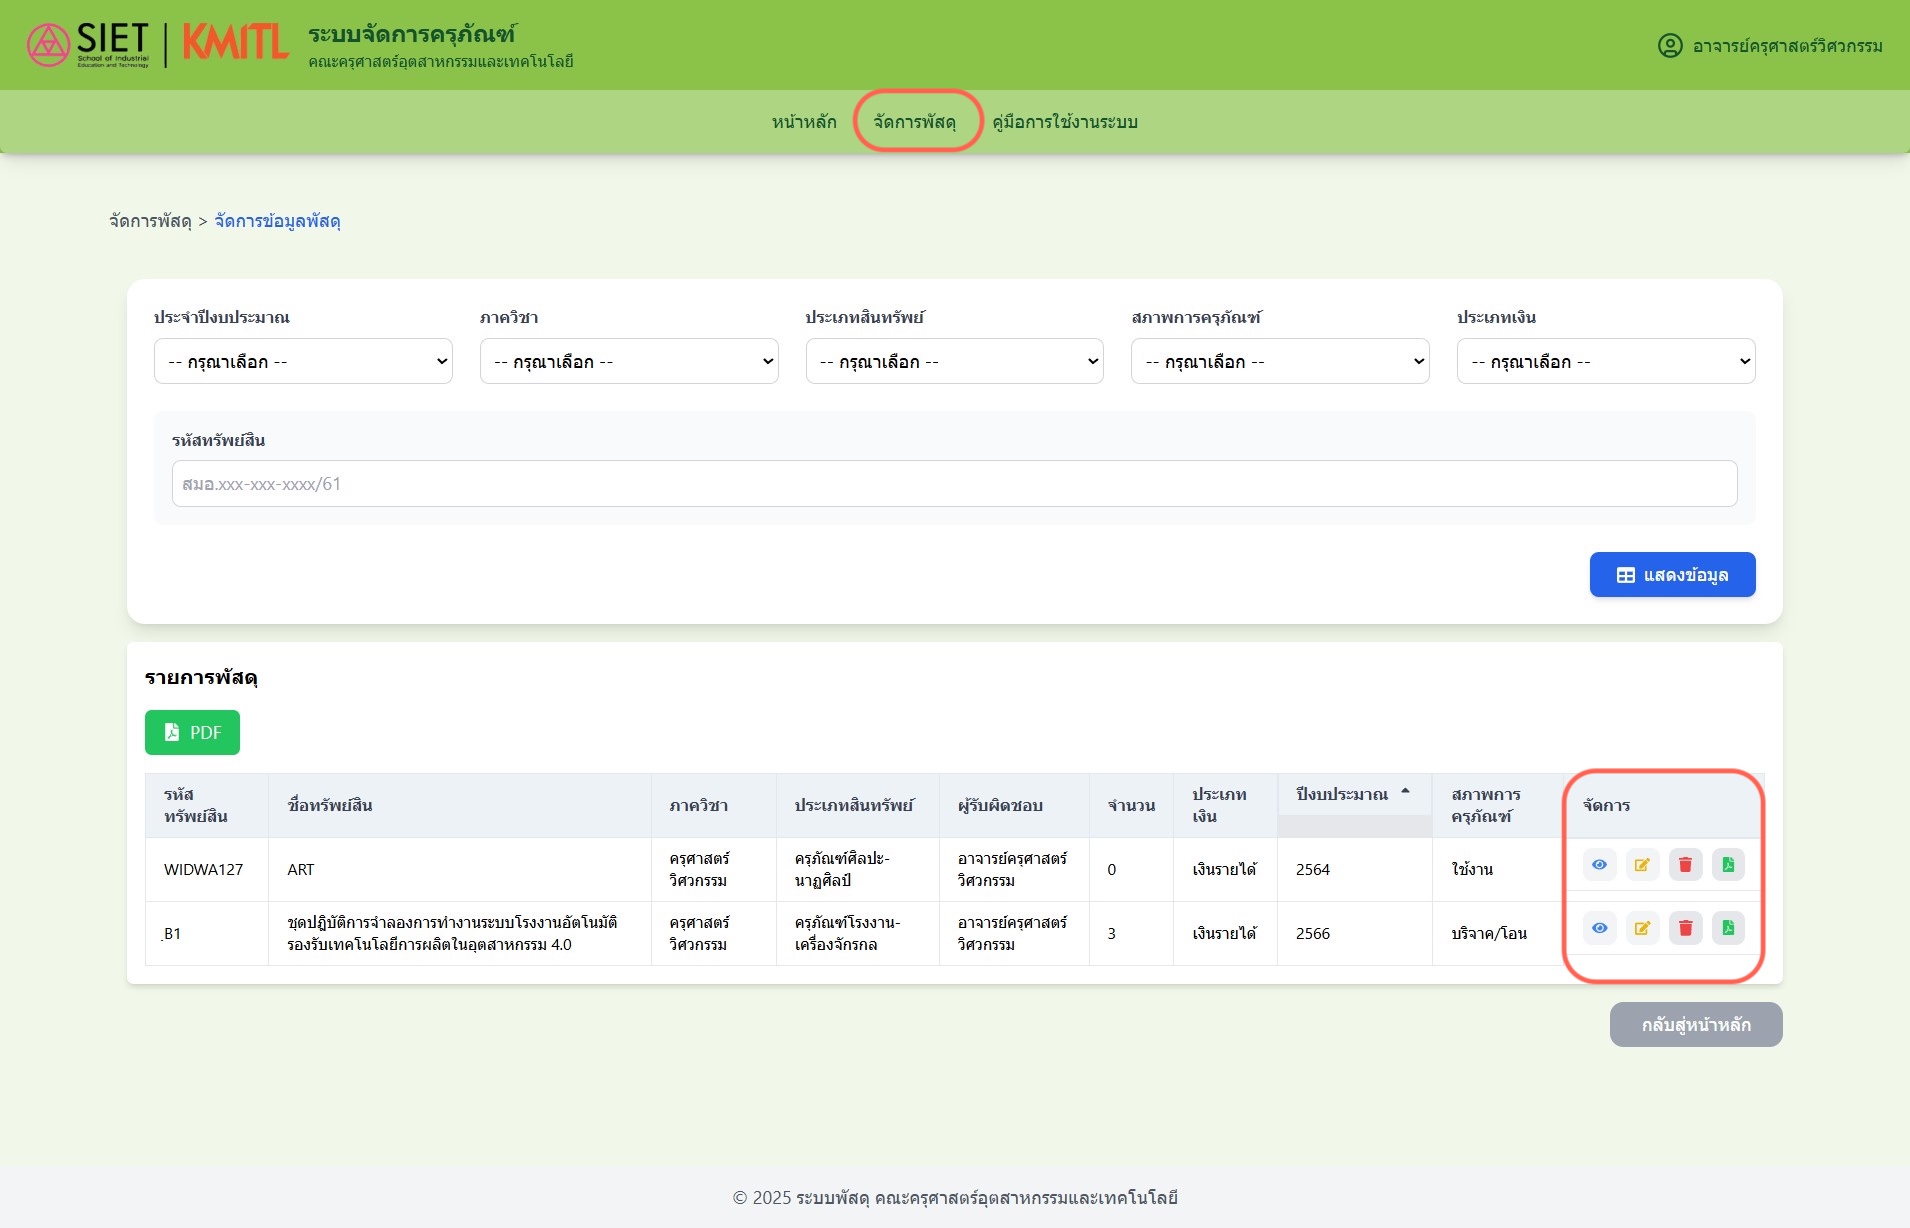 SIET
School of Industrial
Education and Technology
KMITL
ระบบจัดการครุภัณฑ์
คณะครุศาสตร์อุตสาหกรรมและเทคโนโลยี
อาจารย์ครุศาสตร์วิศวกรรม
หน้าหลัก จัดการพัสดุ คู่มือการใช้งานระบบ
จัดการพัสดุ > จัดการข้อมูลพัสดุ
ประจำปีงบประมาณ ภาควิชา ประเภทสินทรัพย์ สภาพการครุภัณฑ์ ประเภทเงิน
-- กรุณาเลือก -- -- กรุณาเลือก -- -- กรุณาเลือก -- -- กรุณาเลือก -- -- กรุณาเลือก --
รหัสทรัพย์สิน
สมอ.xxx-xxx-xxxx/61
แสดงข้อมูล
รายการพัสดุ
PDF
รหัส
ทรัพย์สิน
ชื่อทรัพย์สิน
ภาควิชา
ประเภทสินทรัพย์
ผู้รับผิดชอบ
จำนวน
ประเภท
เงิน
ปีงบประมาณ
สภาพการ
ครุภัณฑ์
จัดการ
WIDWA127
ART
ครุศาสตร์
วิศวกรรม
ครุภัณฑ์ศิลปะ-
นาฏศิลป์
อาจารย์ครุศาสตร์
วิศวกรรม
0
เงินรายได้
2564
ใช้งาน
ฺB1
ชุดปฏิบัติการจำลองการทำงานระบบโรงงานอัตโนมัติ
รองรับเทคโนโลยีการผลิตในอุตสาหกรรม 4.0
ครุศาสตร์
วิศวกรรม
ครุภัณฑ์โรงงาน-
เครื่องจักรกล
อาจารย์ครุศาสตร์
วิศวกรรม
3
เงินรายได้
2566
บริจาค/โอน
กลับสู่หน้าหลัก
© 2025 ระบบพัสดุ คณะครุศาสตร์อุตสาหกรรมและเทคโนโลยี